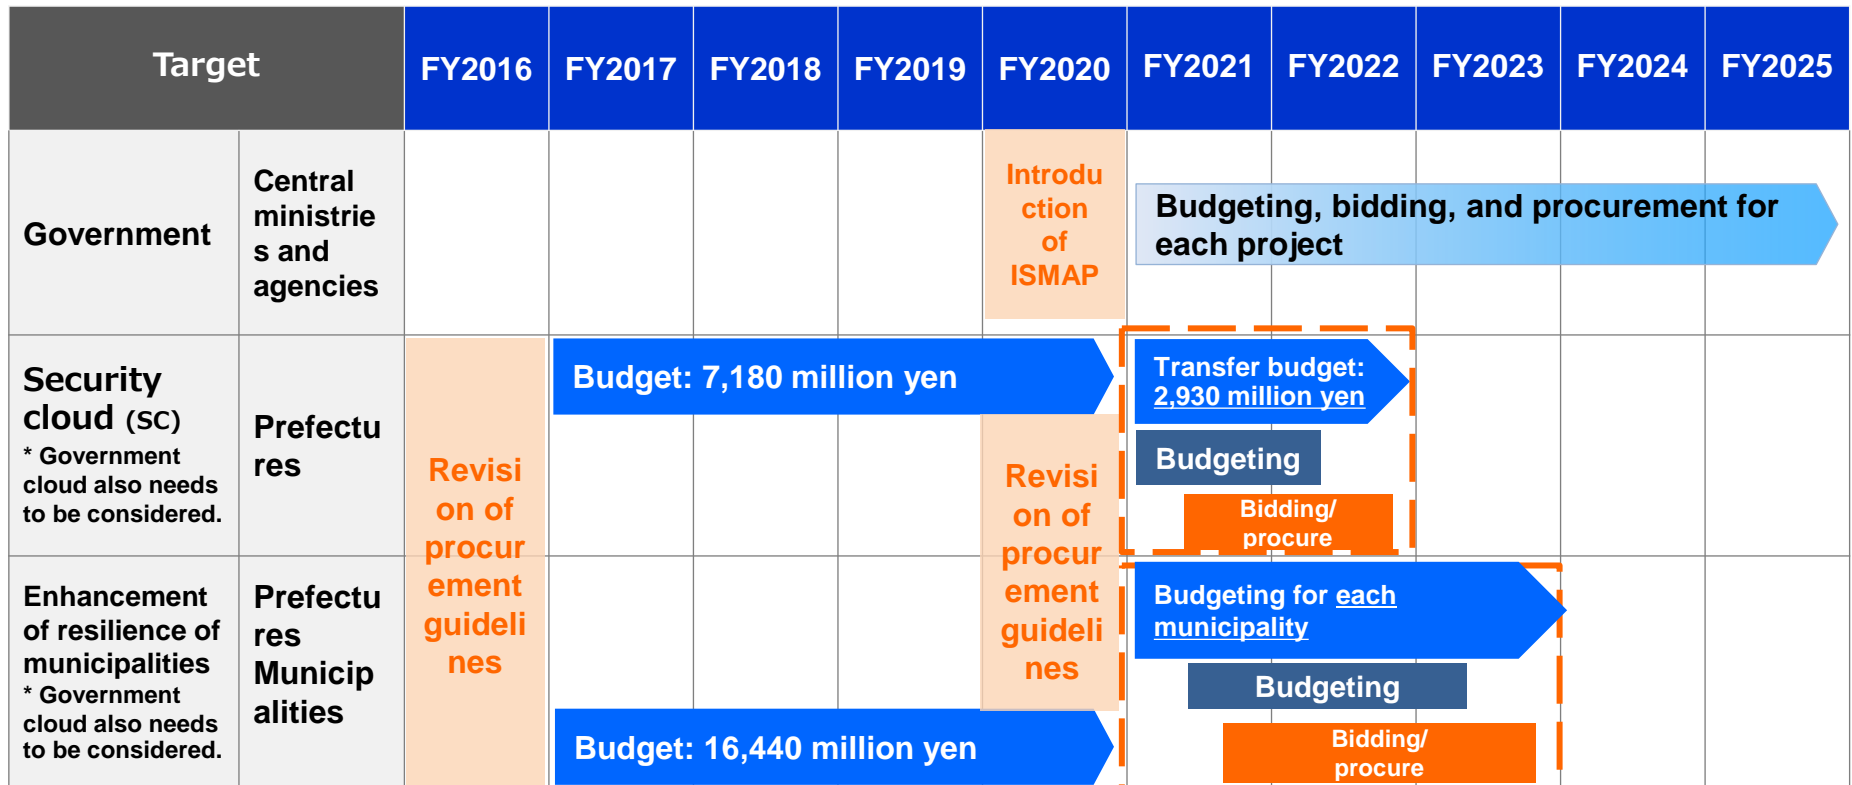 Target
FY2016
FY2017
FY2018
FY2019
FY2020
FY2021
FY2022
FY2023
FY2024
FY2025
Government
Central
ministrie
s and
agencies
Introdu
ction
of
ISMAP
Budgeting, bidding, and procurement for
each project
Security
cloud (SC)
* Government
cloud also needs
to be considered.
Prefectu
res
Revisi
on of
procur
ement
guideli
nes
Budget: 7,180 million yen
Revisi
on of
procur
ement
guideli
nes
Transfer budget:
2,930 million yen
Budgeting
Bidding/
procure
Enhancement
of resilience of
municipalities
* Government
cloud also needs
to be considered.
Prefectu
res
Municip
alities
Budget: 16,440 million yen
Budgeting for each
municipality
Budgeting
Bidding/
procure